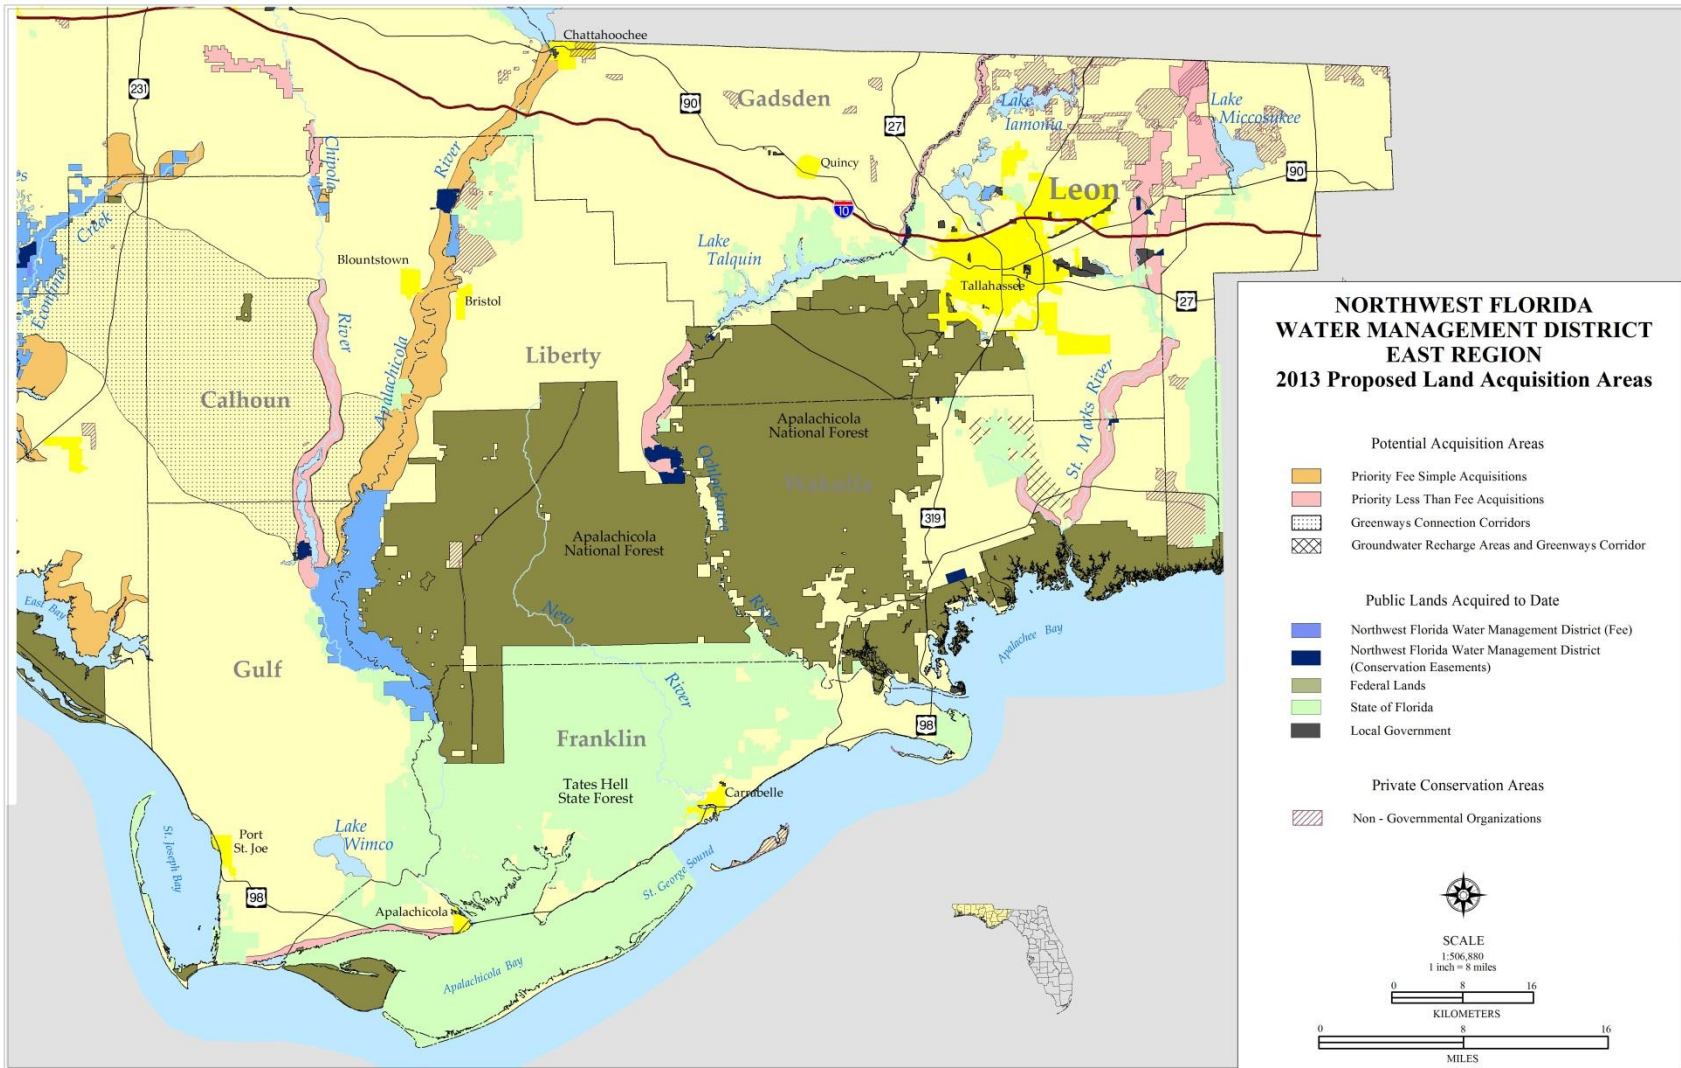 NORTHWEST FLORIDA
WATER MANAGEMENT DISTRICT
EAST REGION
2013 Proposed Land Acquisition Areas
Potential Acquisition Areas
Priority Fee Simple Acquisitions
Priority Less Than Fee Acquisitions
Greenways Connection Corridors
Groundwater Recharge Areas and Greenways Corridor
Public Lands Acquired to Date
Northwest Florida Water Management District (Fee)
Northwest Florida Water Management District
(Conservation Easements)
Federal Lands
State of Florida
Local Government
Private Conservation Areas
Non - Governmental Organizations
SCALE
1:506,880
1 inch = 8 miles
0 8 16
KILOMETERS
0 8 16
MILES
Chattahoochee
231
90
Gadsden
27
Lake
Iamonia
Lake
Miccosukee
Chipola
River
River
Quincy
Leon
90
10
es
Creek
Econfina
Lake
Talquin
Blountstown
Bristol
Tallahassee
27
Apalachicola
Liberty
Calhoun
St. Marks River
Apalachicola
National Forest
Ochlockonee
Wakulla
319
Apalachicola
National Forest
East Bay
New
River
River
Apalachee Bay
Gulf
98
Franklin
Tates Hell
State Forest
Carrabelle
Port
St. Joe
Lake
Wimco
St. Joseph Bay
St. George Sound
98
Apalachicola
Apalachicola Bay